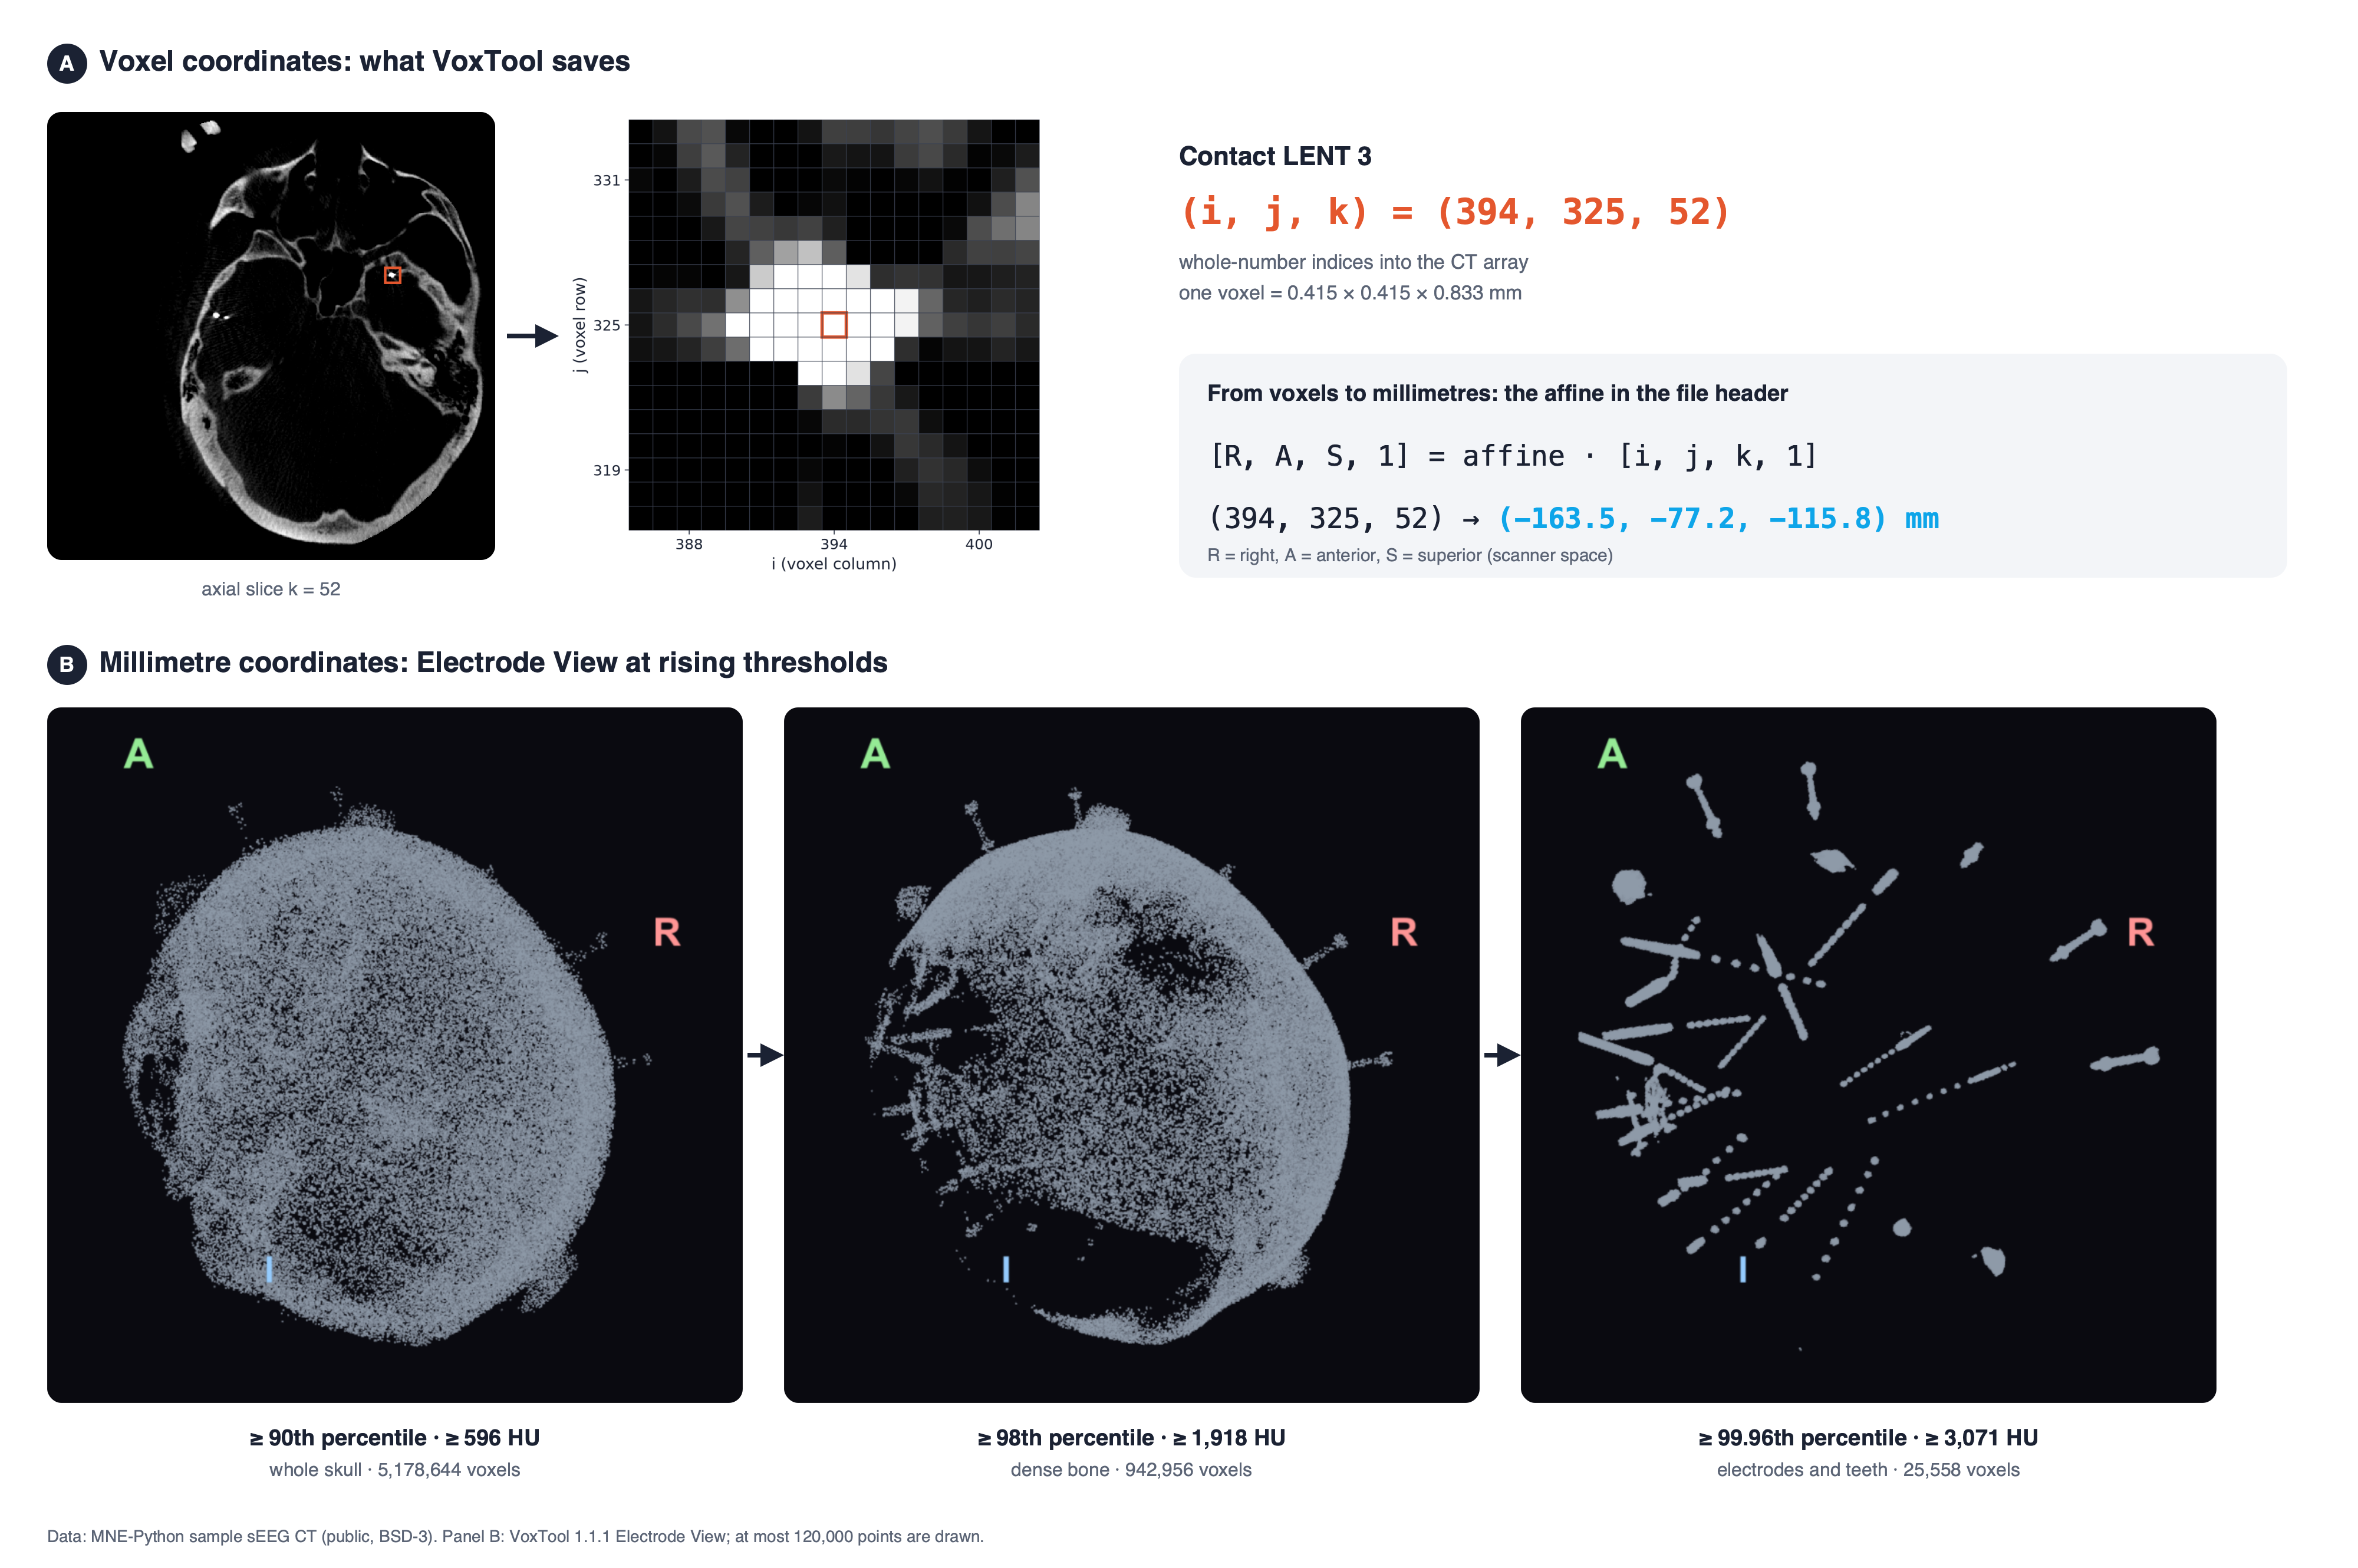 A Voxel coordinates: what VoxTool saves
axial slice k = 52
j (voxel row)
331
325
319
388 394 400
i (voxel column)
Contact LENT 3
(i, j, k) = (394, 325, 52)
whole-number indices into the CT array
one voxel = 0.415 × 0.415 × 0.833 mm
From voxels to millimetres: the affine in the file header
[R, A, S, 1] = affine · [i, j, k, 1]
(394, 325, 52) → (−163.5, −77.2, −115.8) mm
R = right, A = anterior, S = superior (scanner space)
B Millimetre coordinates: Electrode View at rising thresholds
A
R
I
A
R
I
A
R
I
≥ 90th percentile · ≥ 596 HU
whole skull · 5,178,644 voxels
≥ 98th percentile · ≥ 1,918 HU
dense bone · 942,956 voxels
≥ 99.96th percentile · ≥ 3,071 HU
electrodes and teeth · 25,558 voxels
Data: MNE-Python sample sEEG CT (public, BSD-3). Panel B: VoxTool 1.1.1 Electrode View; at most 120,000 points are drawn.